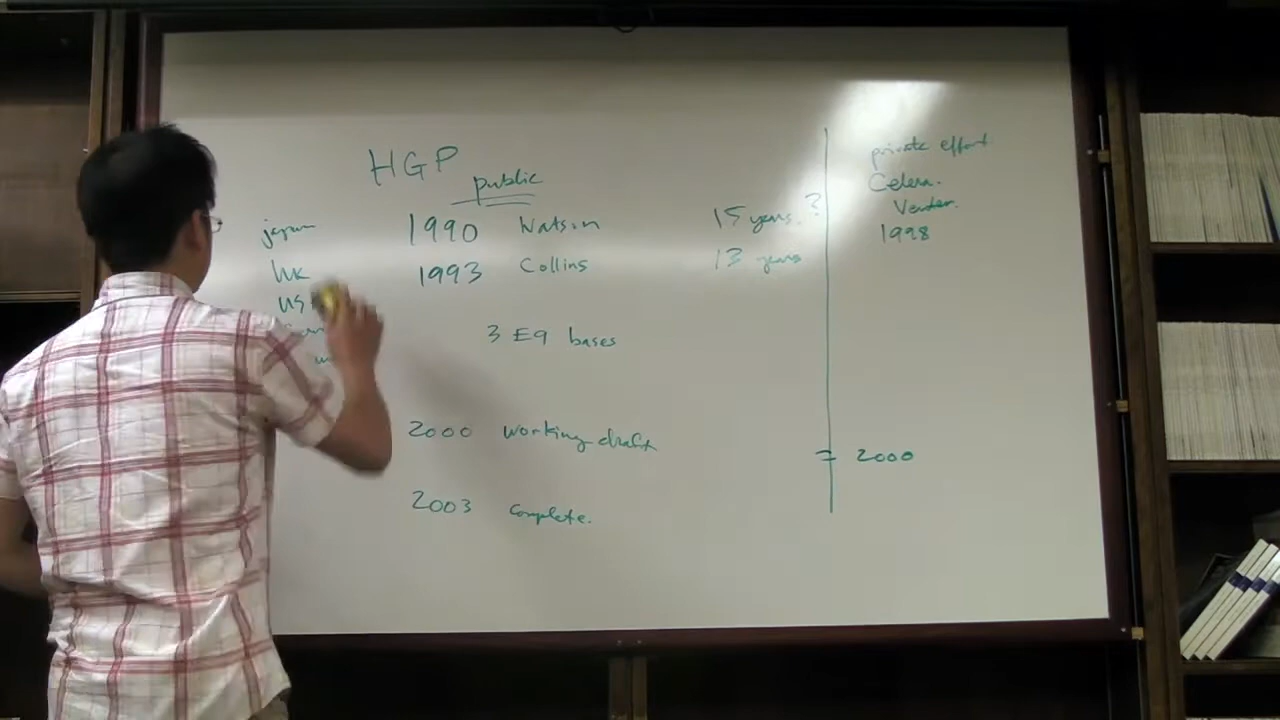 HGP
public
japan
UK
US
1990 Watson
1993 Collins
3 E9 bases
2000 working draft
2003 complete.
15 years ?
13 years
private effort
Celera.
Venter.
1998
2000